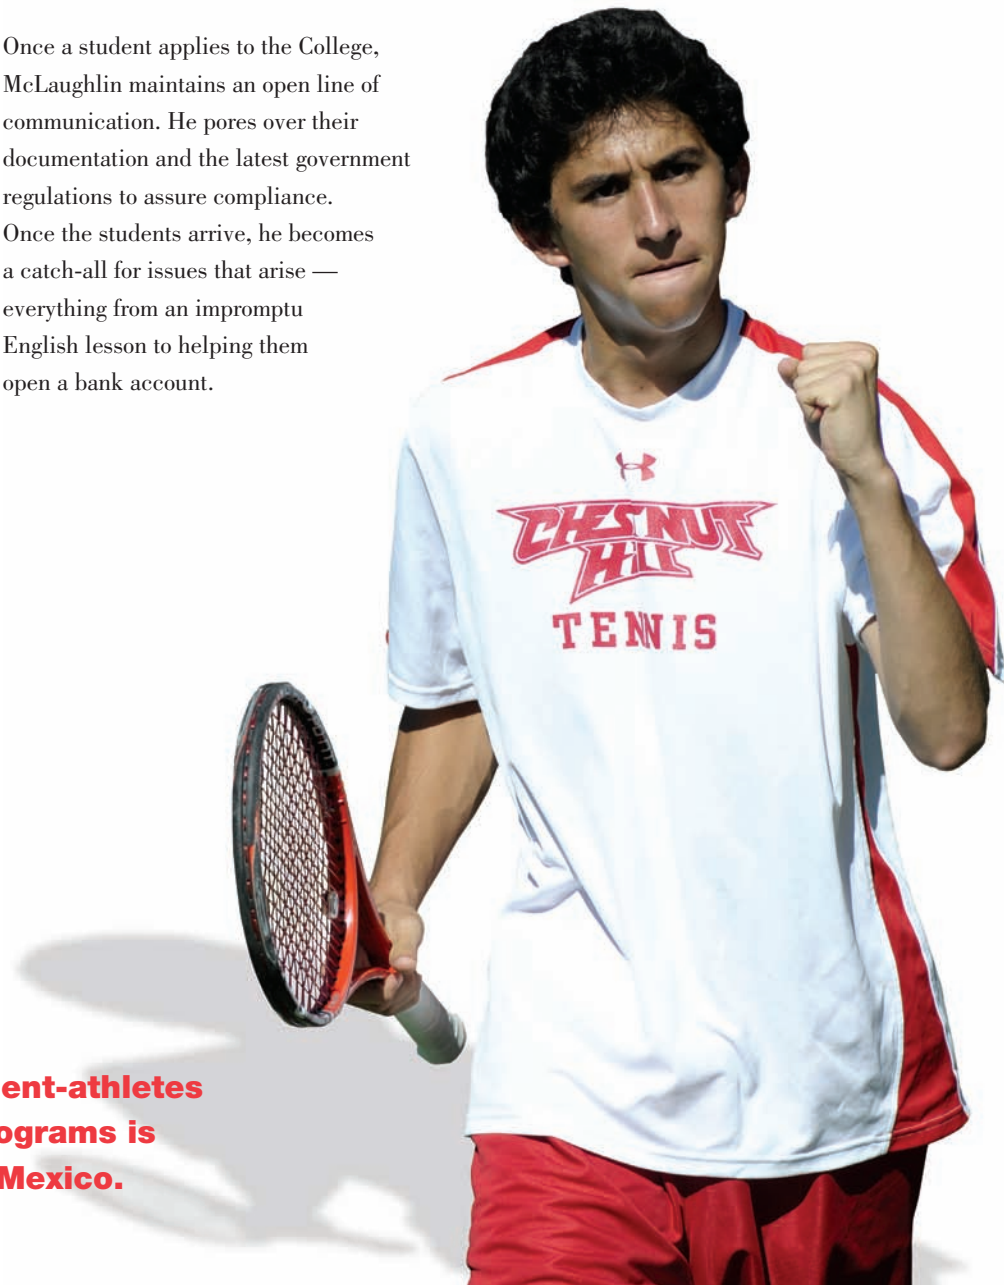 Once a student applies to the College,
McLaughlin maintains an open line of
communication. He pores over their
documentation and the latest government
regulations to assure compliance.
Once the students arrive, he becomes
a catch-all for issues that arise —
everything from an impromptu
English lesson to helping them
open a bank account.
CHESTNUT
HILL
TENNIS
ent-athletes
ograms is
Mexico.